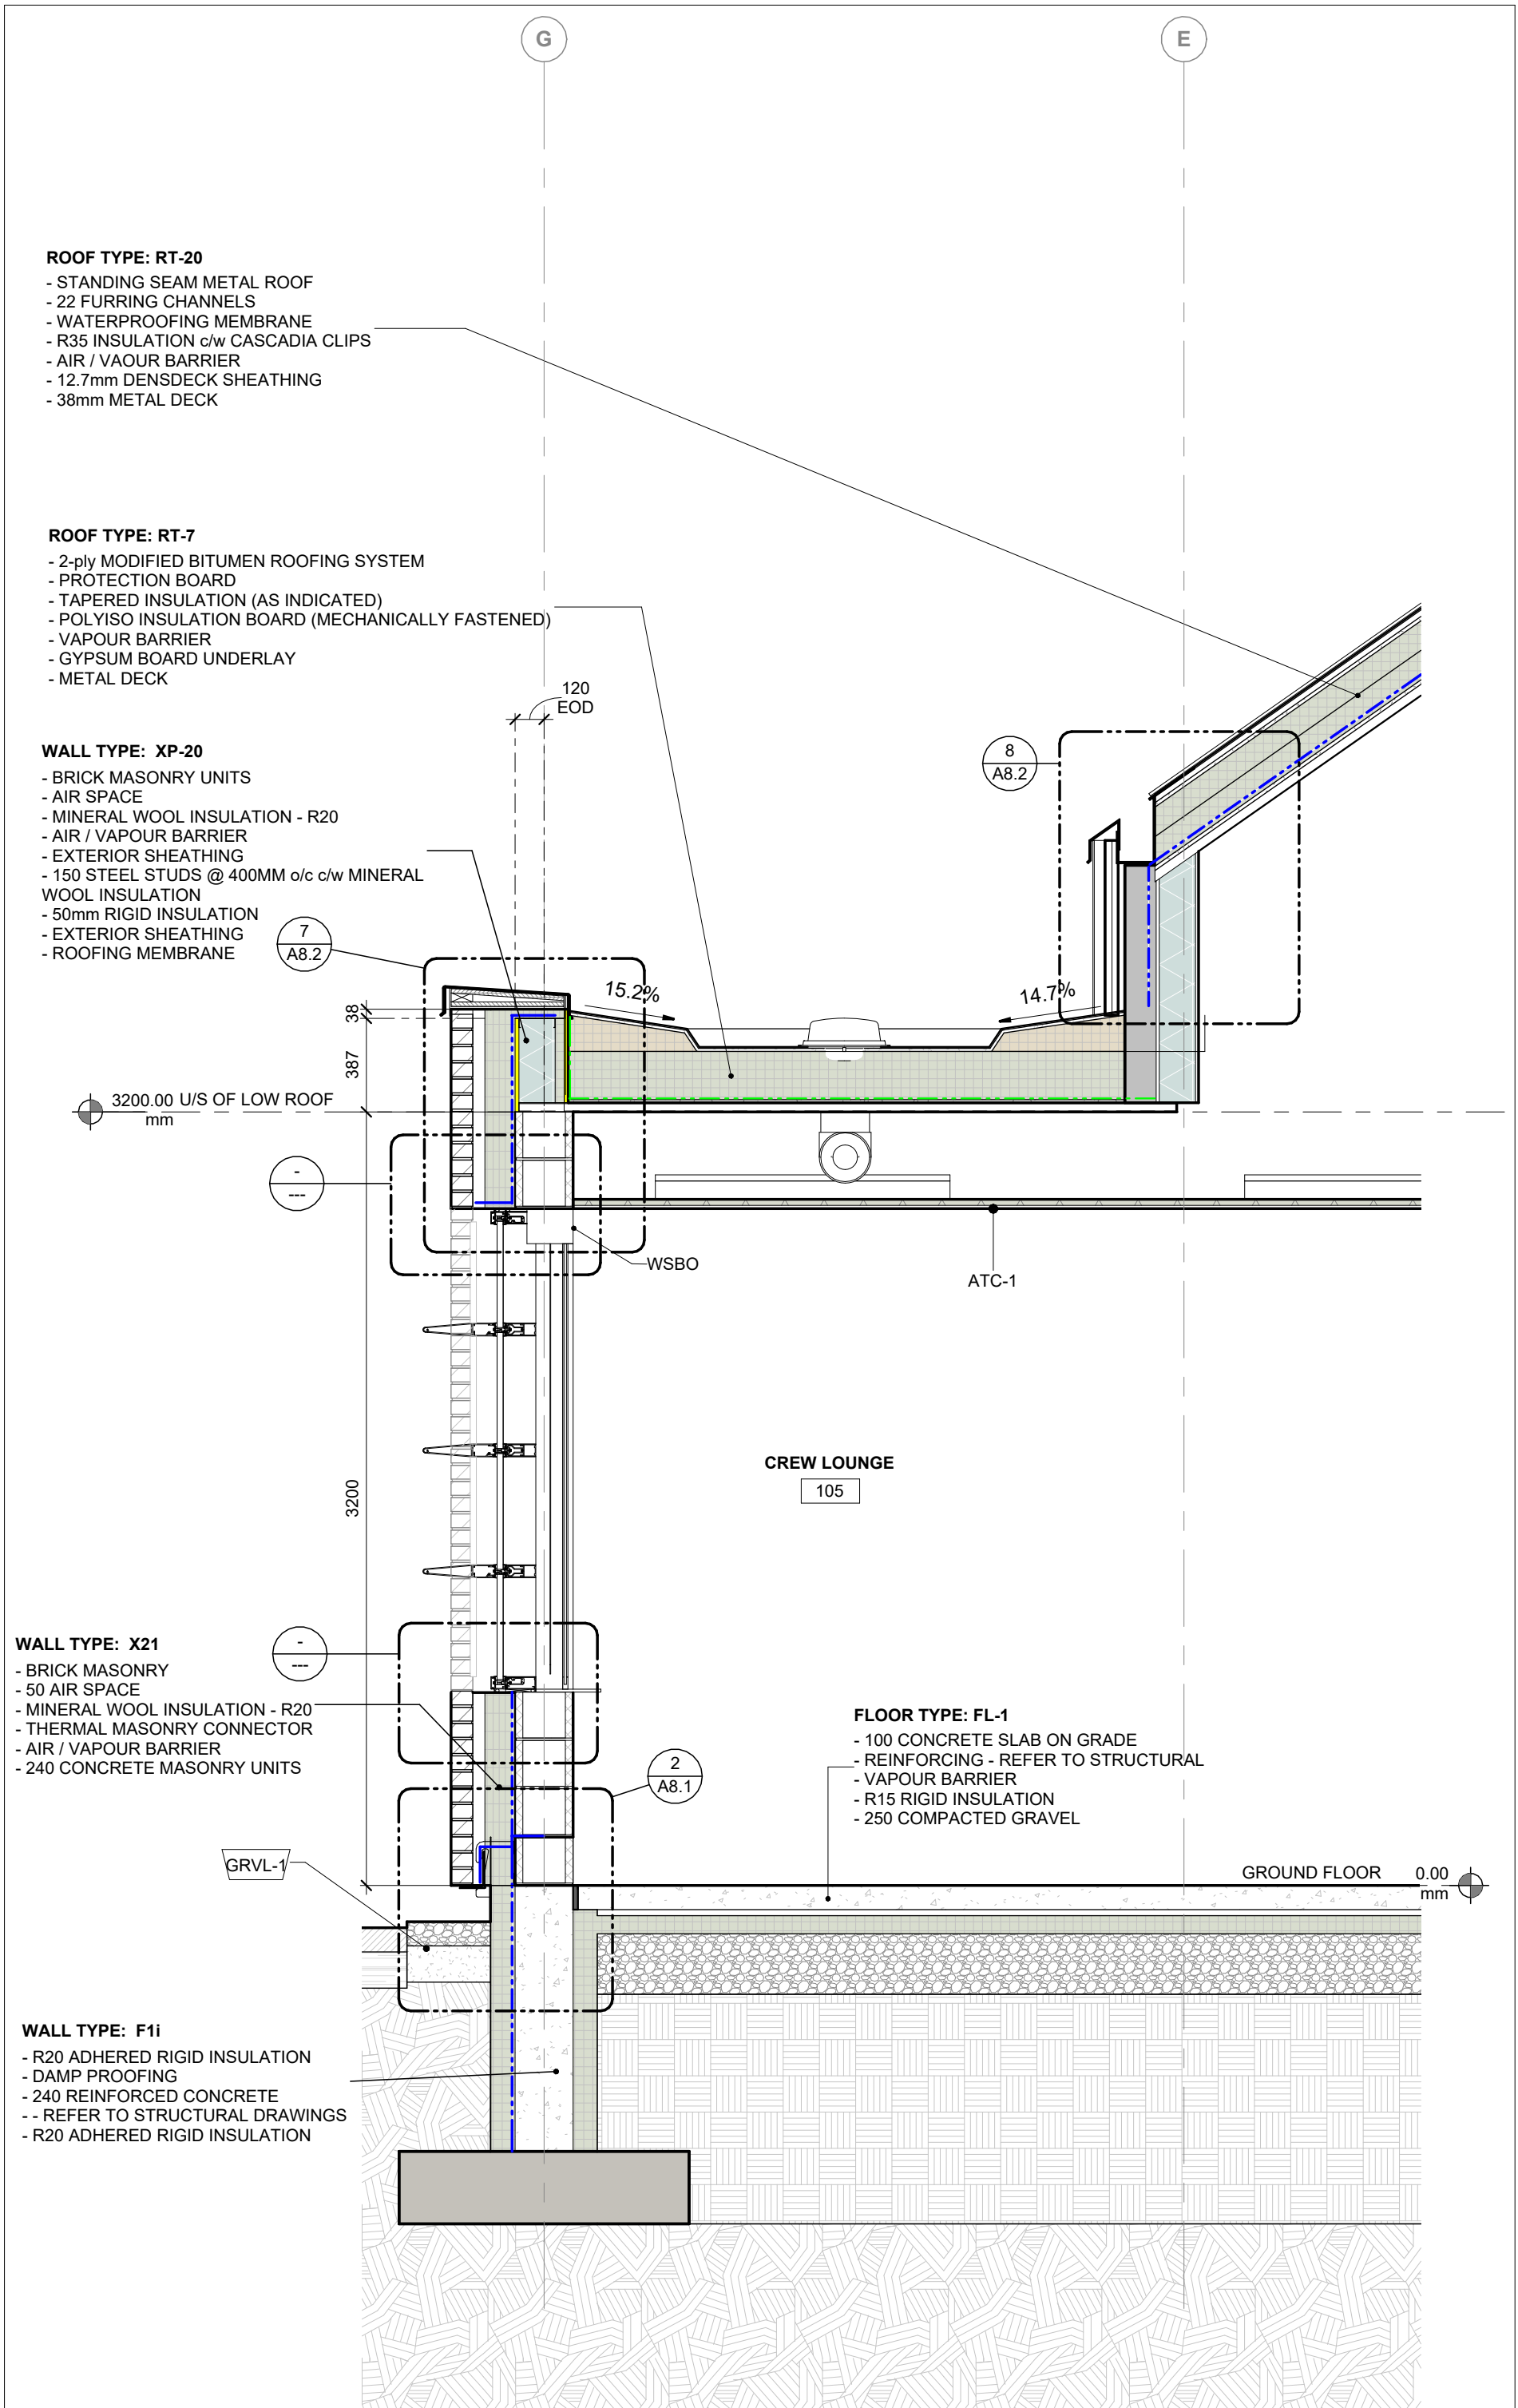 G
E
ROOF TYPE: RT-20
- STANDING SEAM METAL ROOF
- 22 FURRING CHANNELS
- WATERPROOFING MEMBRANE
- R35 INSULATION c/w CASCADIA CLIPS
- AIR / VAOUR BARRIER
- 12.7mm DENSDECK SHEATHING
- 38mm METAL DECK
ROOF TYPE: RT-7
- 2-ply MODIFIED BITUMEN ROOFING SYSTEM
- PROTECTION BOARD
- TAPERED INSULATION (AS INDICATED)
- POLYISO INSULATION BOARD (MECHANICALLY FASTENED)
- VAPOUR BARRIER
- GYPSUM BOARD UNDERLAY
- METAL DECK
120
EOD
WALL TYPE: XP-20
- BRICK MASONRY UNITS
- AIR SPACE
- MINERAL WOOL INSULATION - R20
- AIR / VAPOUR BARRIER
- EXTERIOR SHEATHING
- 150 STEEL STUDS @ 400MM o/c c/w MINERAL
WOOL INSULATION
- 50mm RIGID INSULATION
- EXTERIOR SHEATHING
- ROOFING MEMBRANE
7
A8.2
8
A8.2
15.2%
14.7%
38
387
3200.00 U/S OF LOW ROOF
mm
-
---
WSBO
ATC-1
CREW LOUNGE
105
3200
WALL TYPE: X21
- BRICK MASONRY
- 50 AIR SPACE
- MINERAL WOOL INSULATION - R20
- THERMAL MASONRY CONNECTOR
- AIR / VAPOUR BARRIER
- 240 CONCRETE MASONRY UNITS
-
---
2
A8.1
FLOOR TYPE: FL-1
- 100 CONCRETE SLAB ON GRADE
- REINFORCING - REFER TO STRUCTURAL
- VAPOUR BARRIER
- R15 RIGID INSULATION
- 250 COMPACTED GRAVEL
GRVL-1
GROUND FLOOR 0.00
mm
WALL TYPE: F1i
- R20 ADHERED RIGID INSULATION
- DAMP PROOFING
- 240 REINFORCED CONCRETE
- - REFER TO STRUCTURAL DRAWINGS
- R20 ADHERED RIGID INSULATION